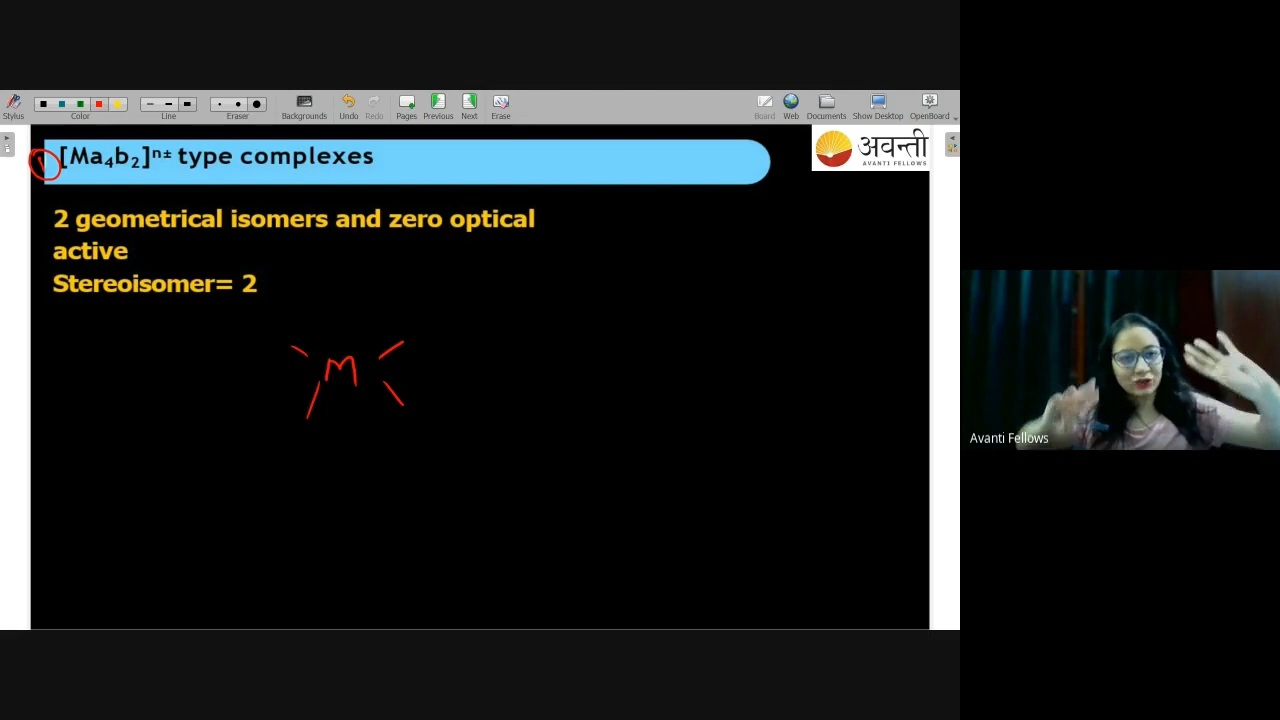 Stylus
Color
Line
Eraser
Backgrounds
Undo
Redo
Pages
Previous
Next
Erase
Board
Web
Documents
Show Desktop
OpenBoard
1
[Ma₄b₂]ⁿ± type complexes
अवन्ती
AVANTI FELLOWS
2 geometrical isomers and zero optical
active
Stereoisomer= 2
M
Avanti Fellows